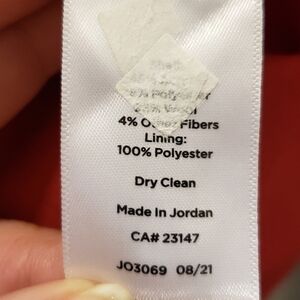 4% Other Fibers
Lining:
100% Polyester
Dry Clean
Made In Jordan
CA# 23147
JO3069 08/21